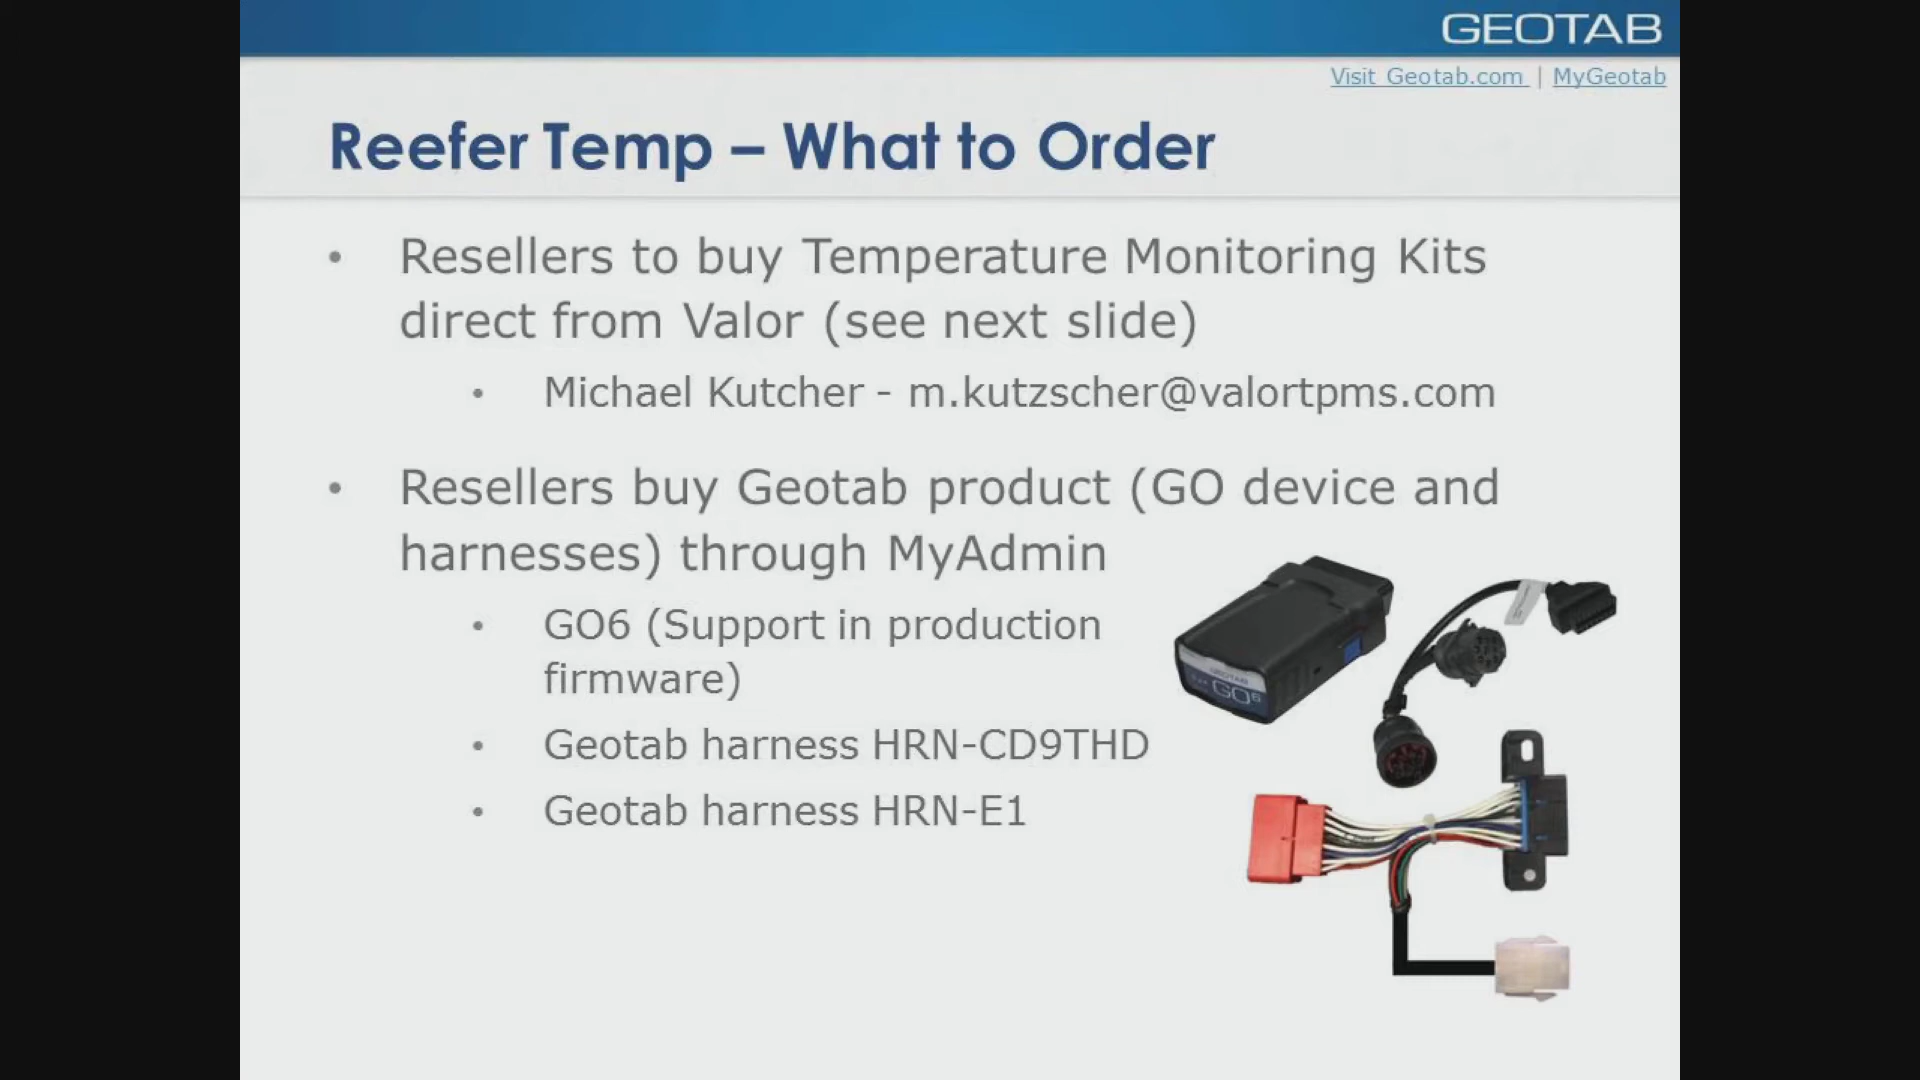 GEOTAB
Visit Geotab.com | MyGeotab
Reefer Temp – What to Order
• Resellers to buy Temperature Monitoring Kits
direct from Valor (see next slide)
• Michael Kutcher - m.kutzscher@valortpms.com
• Resellers buy Geotab product (GO device and
harnesses) through MyAdmin
• GO6 (Support in production
firmware)
• Geotab harness HRN-CD9THD
• Geotab harness HRN-E1
GEOTAB
GO6